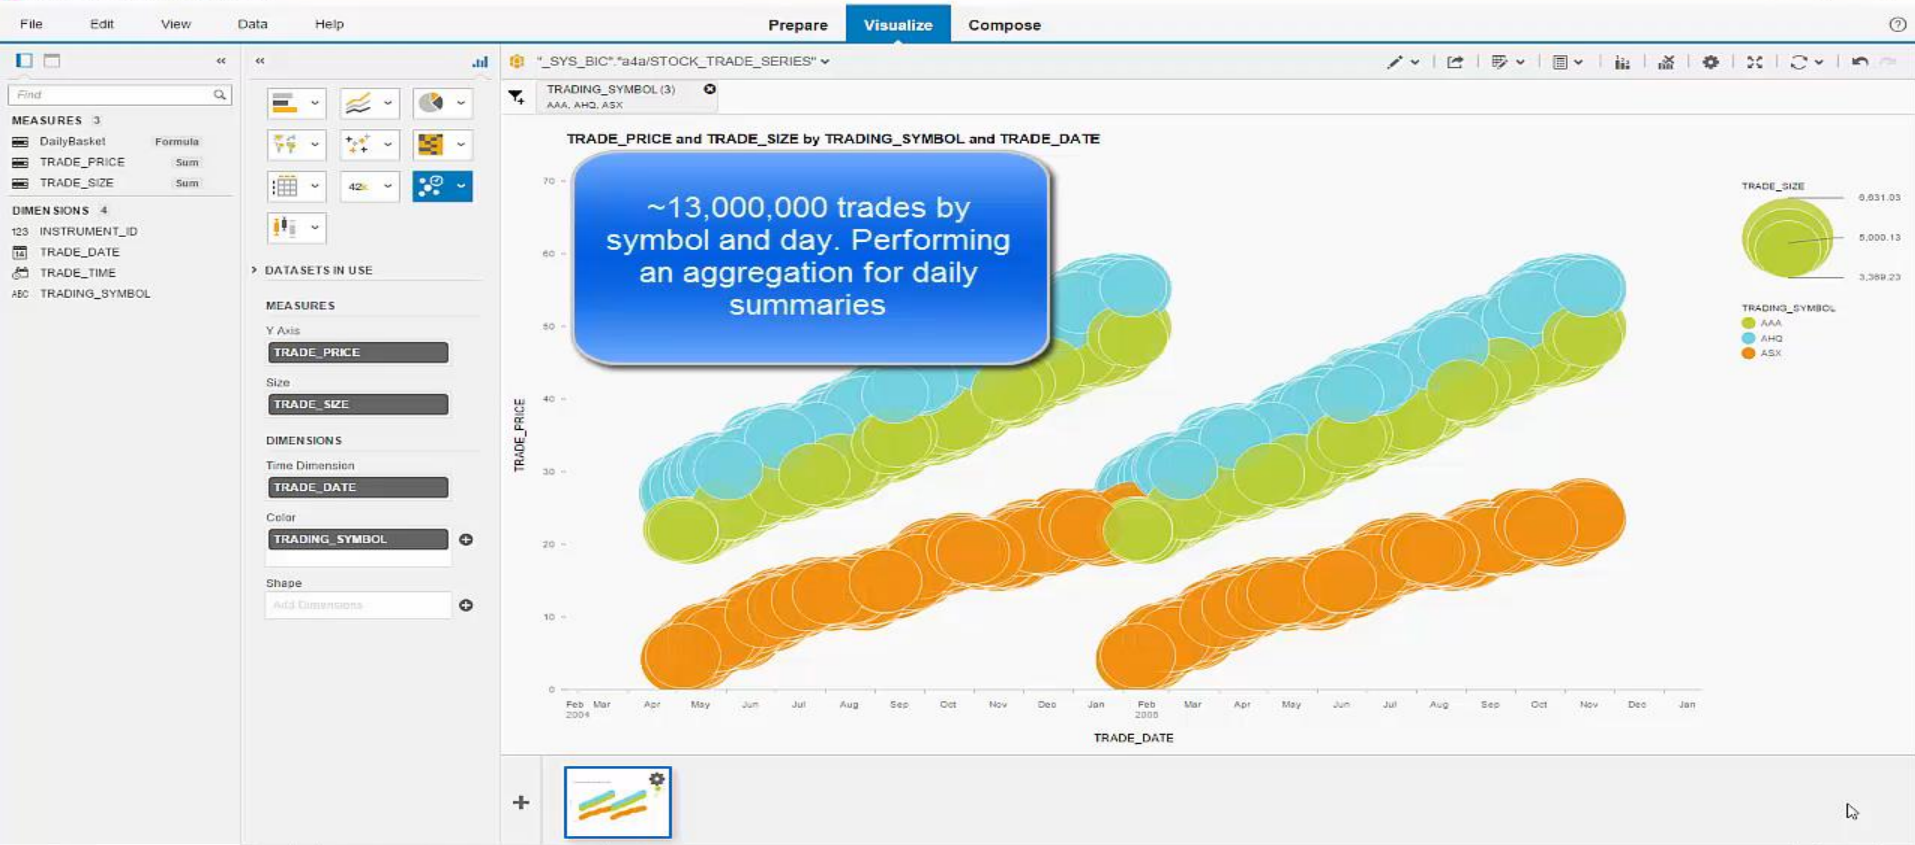 File Edit View Data Help
Prepare Visualize Compose
"_SYS_BIC"."a4a/STOCK_TRADE_SERIES"
Find
MEASURES 3
DailyBasket Formula
TRADE_PRICE Sum
TRADE_SIZE Sum
DIMENSIONS 4
123 INSTRUMENT_ID
14 TRADE_DATE
TRADE_TIME
ABC TRADING_SYMBOL
42K
DATASETS IN USE
MEASURES
Y Axis
TRADE_PRICE
Size
TRADE_SIZE
DIMENSIONS
Time Dimension
TRADE_DATE
Color
TRADING_SYMBOL
Shape
Add Dimensions
TRADING_SYMBOL (3)
AAA, AHQ, ASX
TRADE_PRICE and TRADE_SIZE by TRADING_SYMBOL and TRADE_DATE
~13,000,000 trades by
symbol and day. Performing
an aggregation for daily
summaries
TRADE_PRICE
70
60
50
40
30
20
10
0
Feb Mar Apr May Jun Jul Aug Sep Oct Nov Dec Jan Feb Mar Apr May Jun Jul Aug Sep Oct Nov Dec Jan
2004
TRADE_DATE
TRADE_SIZE
6,631.03
5,000.13
3,369.23
TRADING_SYMBOL
AAA
AHQ
ASX